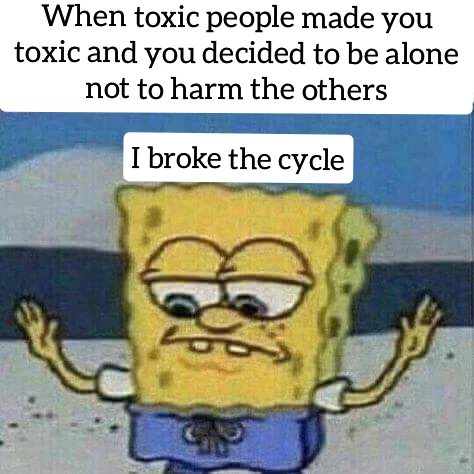 When toxic people made you
toxic and you decided to be alone
not to harm the others
I broke the cycle